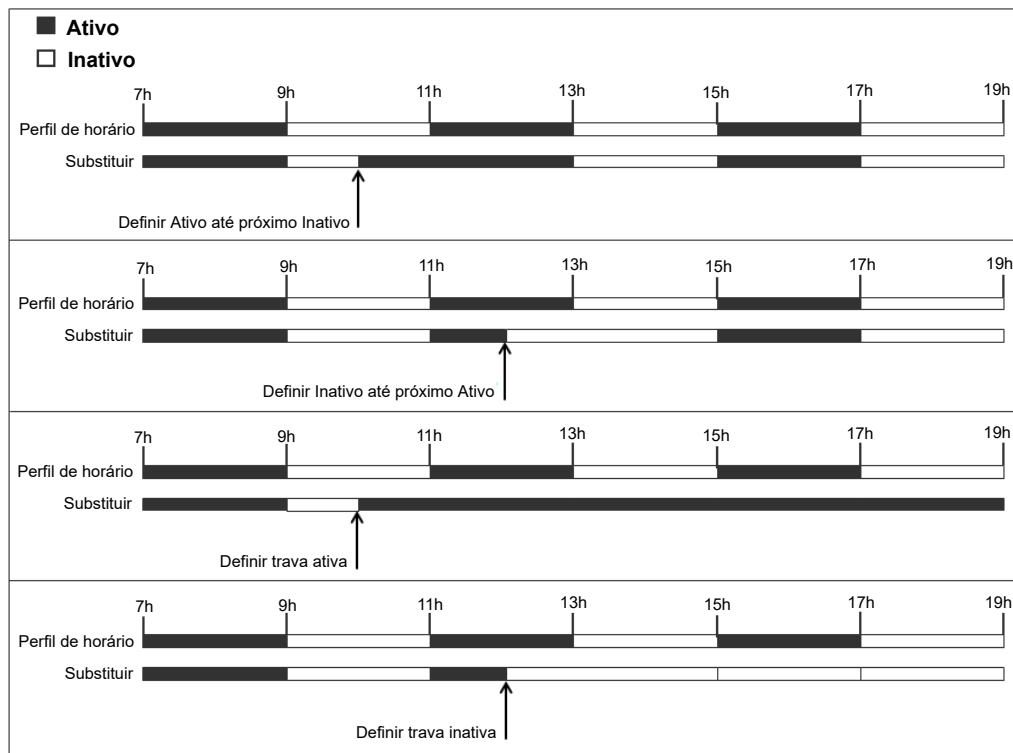 Ativo
Inativo
7h 9h 11h 13h 15h 17h 19h
Perfil de horário
Substituir
Definir Ativo até próximo Inativo
7h 9h 11h 13h 15h 17h 19h
Perfil de horário
Substituir
Definir Inativo até próximo Ativo
7h 9h 11h 13h 15h 17h 19h
Perfil de horário
Substituir
Definir trava ativa
7h 9h 11h 13h 15h 17h 19h
Perfil de horário
Substituir
Definir trava inativa